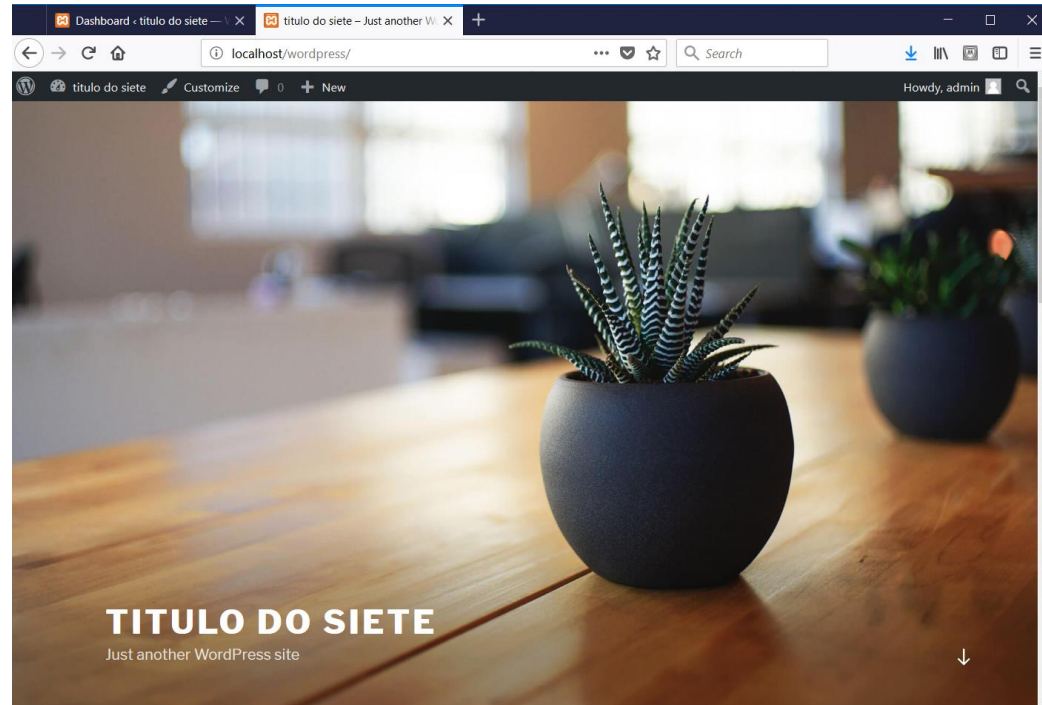 Dashboard ‹ titulo do siete —
titulo do siete – Just another W
localhost/wordpress/
Search
titulo do siete
Customize
0
New
Howdy, admin
TITULO DO SIETE
Just another WordPress site